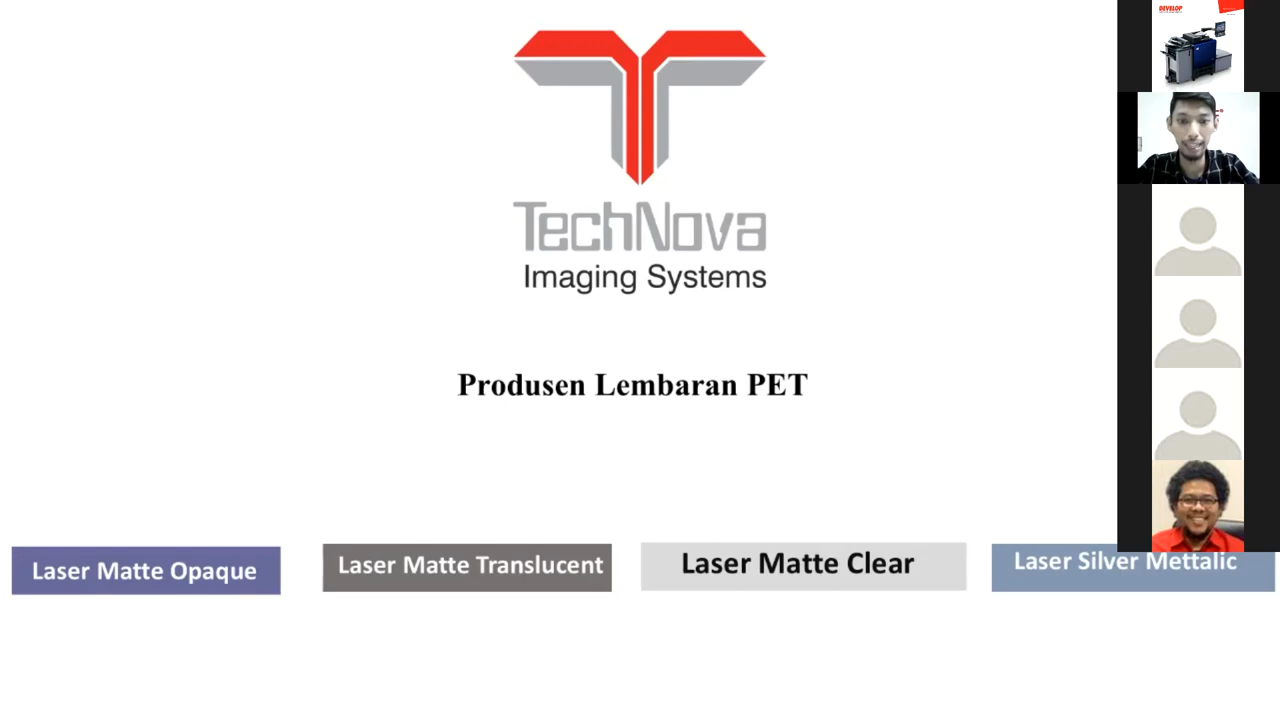 TechNova
Imaging Systems
Produsen Lembaran PET
Laser Matte Opaque
Laser Matte Translucent
Laser Matte Clear
Laser Silver Mettalic
DEVELOP